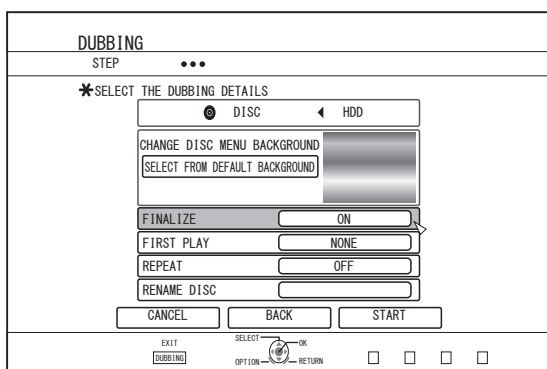 DUBBING
STEP
SELECT THE DUBBING DETAILS
DISC HDD
CHANGE DISC MENU BACKGROUND
SELECT FROM DEFAULT BACKGROUND
FINALIZE ON
FIRST PLAY NONE
REPEAT OFF
RENAME DISC
CANCEL BACK START
EXIT SELECT OK
DUBBING OPTION RETURN